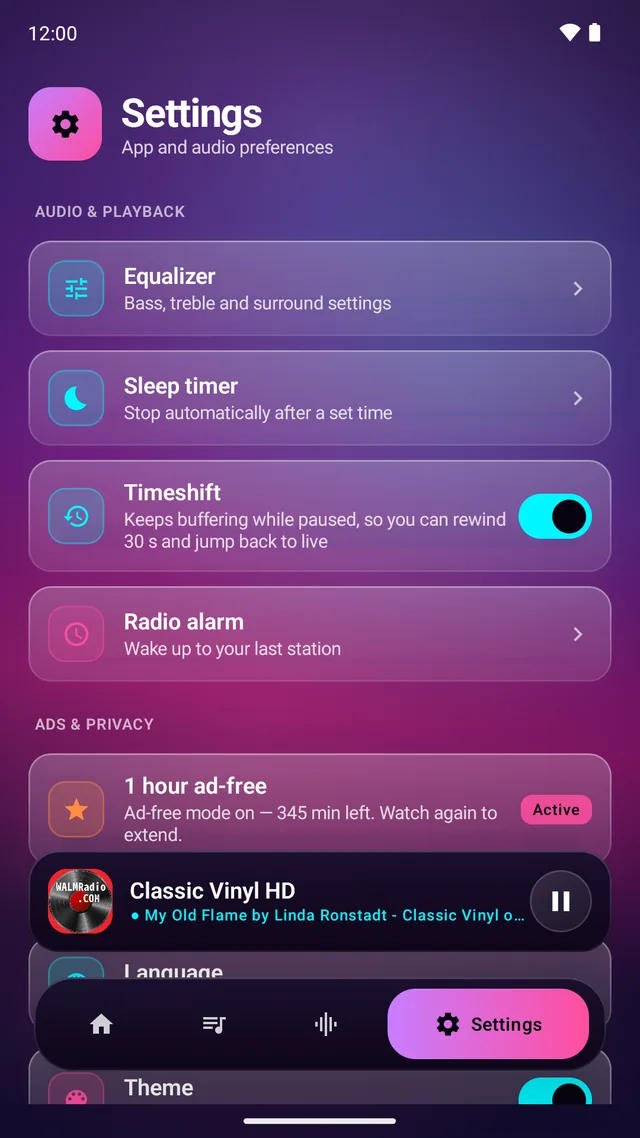 12:00
Settings
App and audio preferences
AUDIO & PLAYBACK
Equalizer
Bass, treble and surround settings
Sleep timer
Stop automatically after a set time
Timeshift
Keeps buffering while paused, so you can rewind
30 s and jump back to live
Radio alarm
Wake up to your last station
ADS & PRIVACY
1 hour ad-free
Ad-free mode on — 345 min left. Watch again to
extend.
Active
WALMRadio
.COM
Classic Vinyl HD
● My Old Flame by Linda Ronstadt - Classic Vinyl o…
Language
Settings
Theme